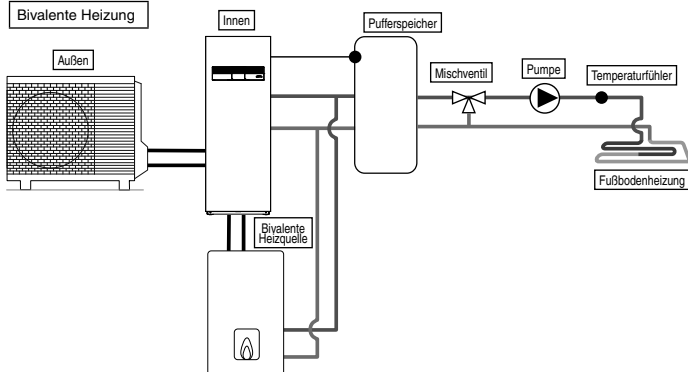 Bivalente Heizung
Innen
Pufferspeicher
Außen
Mischventil
Pumpe
Temperaturfühler
Fußbodenheizung
Bivalente
Heizquelle